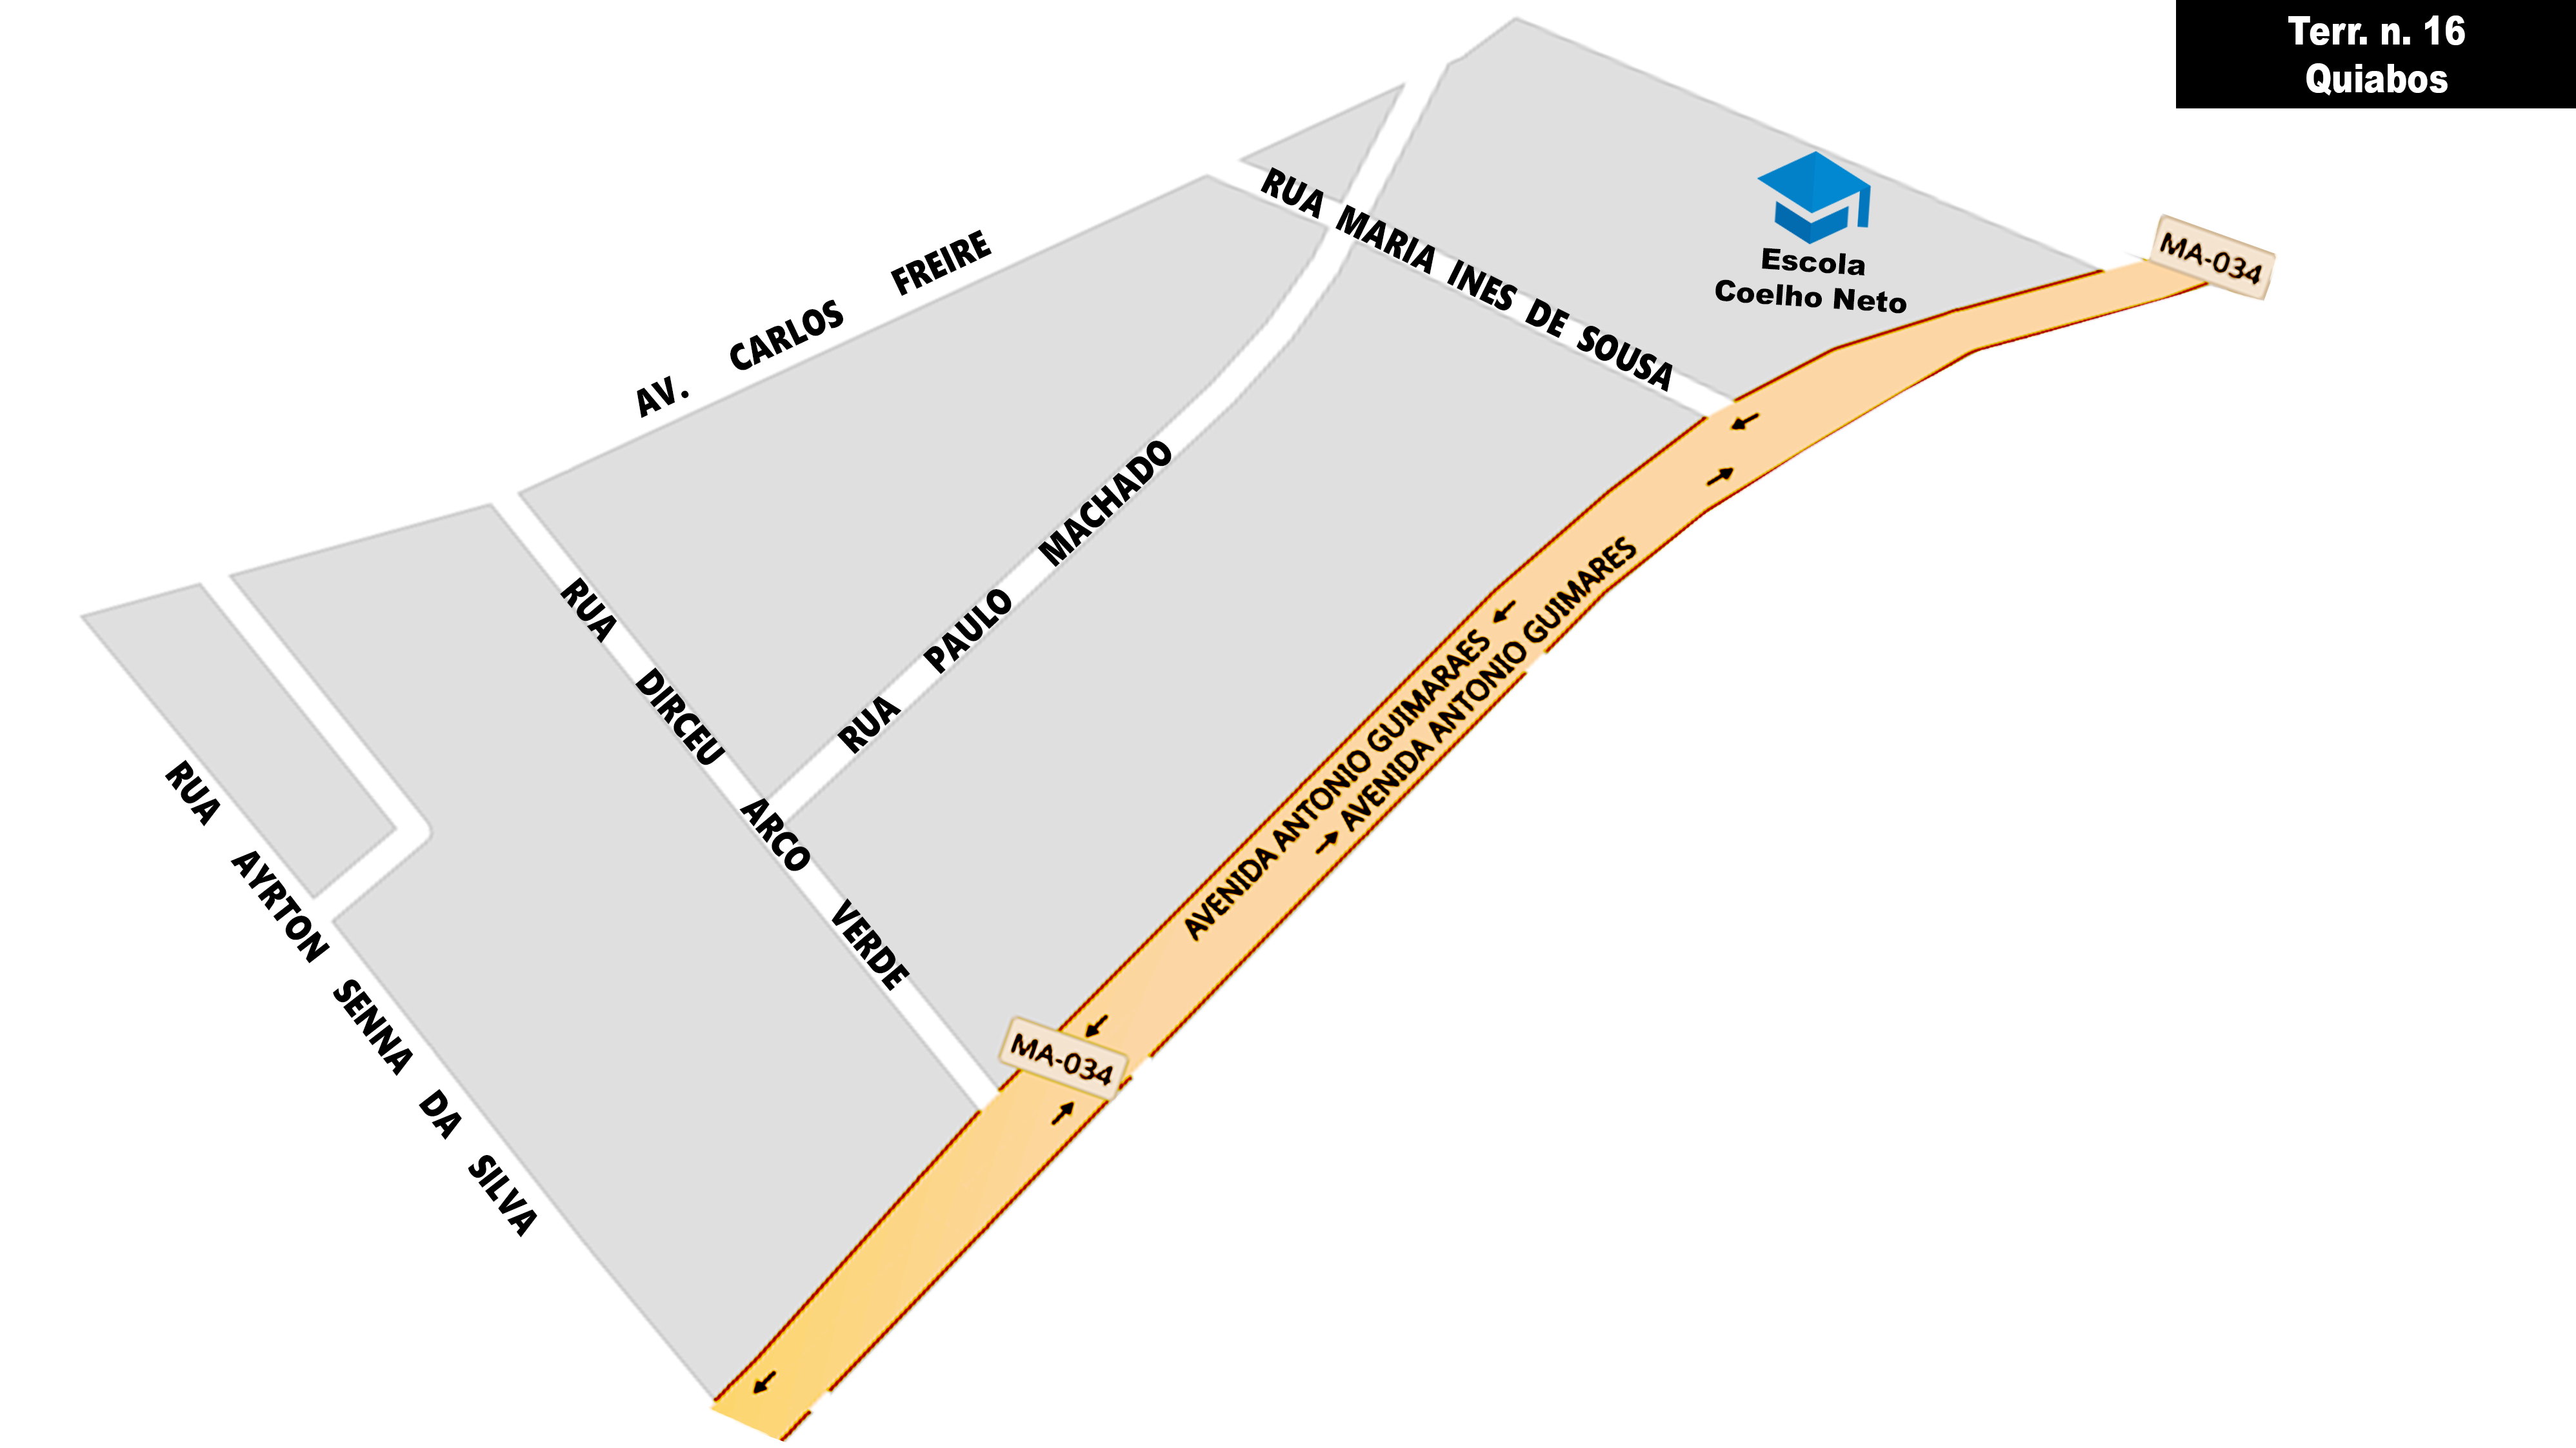 Terr. n. 16
Quiabos
RUA MARIA INES DE SOUSA
Escola
Coelho Neto
MA-034
AV. CARLOS FREIRE
RUA PAULO MACHADO
RUA DIRCEU ARCO VERDE
AVENIDA ANTONIO GUIMARAES
AVENIDA ANTONIO GUIMARES
RUA AYRTON SENNA DA SILVA
MA-034